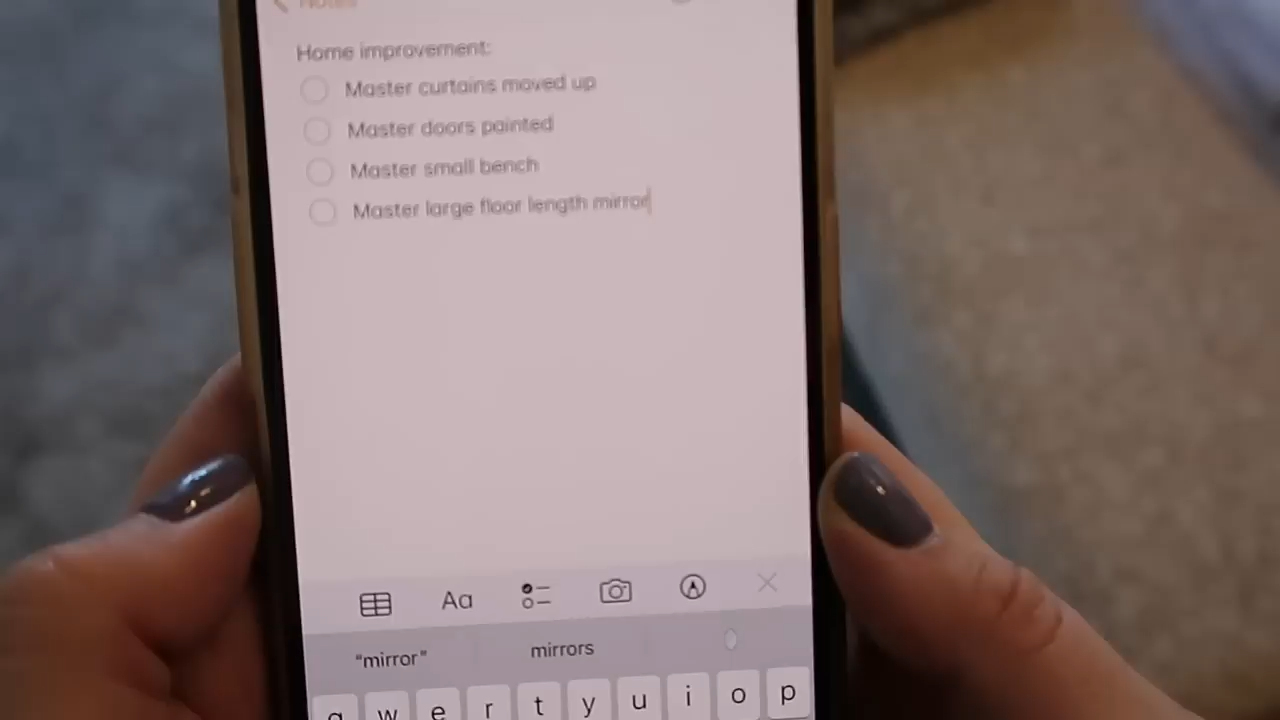 Notes
Home improvement:
Master curtains moved up
Master doors painted
Master small bench
Master large floor length mirror
Aa
"mirror" mirrors
q w e r t y u i o p